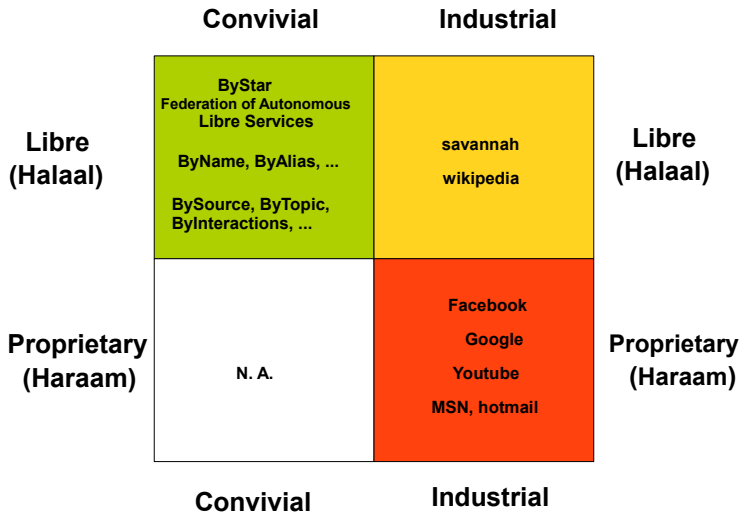 Convivial Industrial
ByStar
Federation of Autonomous
Libre Services
ByName, ByAlias, ...
BySource, ByTopic,
ByInteractions, ...
savannah
wikipedia
Libre
(Halaal)
Libre
(Halaal)
Proprietary
(Haraam)
N. A.
Facebook
Google
Youtube
MSN, hotmail
Proprietary
(Haraam)
Convivial Industrial